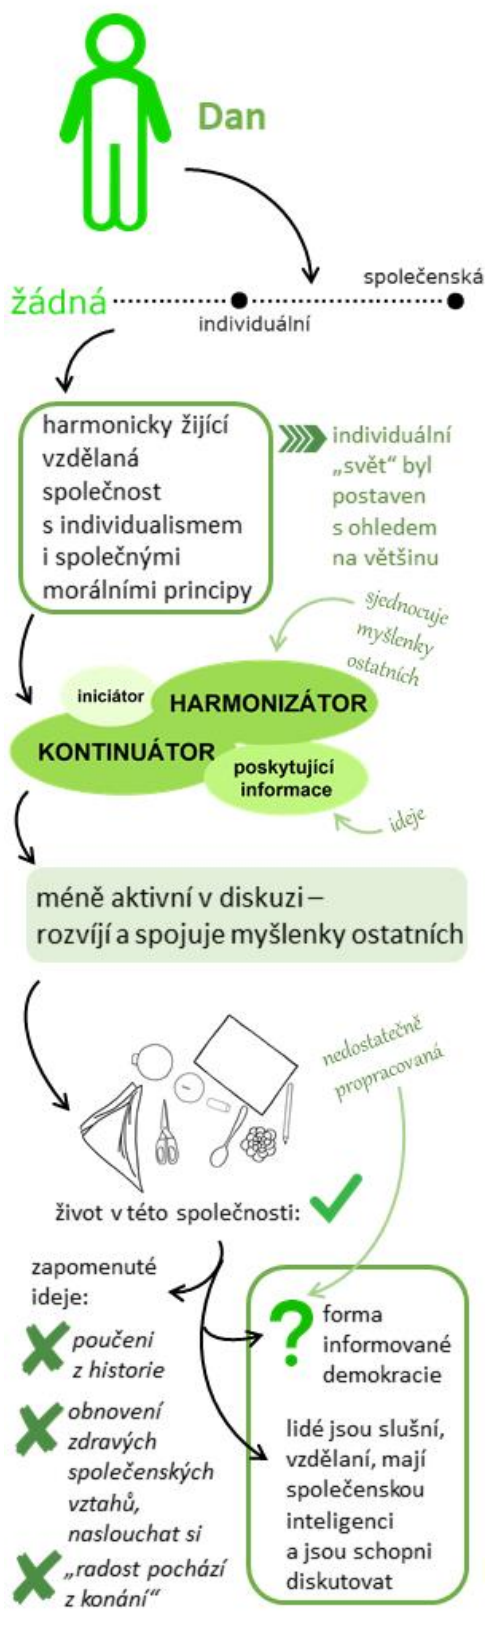 Dan
společenská
žádná
individuální
harmonicky žijící
vzdělaná
společnost
s individualismem
i společnými
morálními principy
individuální
„svět“ byl
postaven
s ohledem
na většinu
sjednocuje
myšlenky
ostatních
iniciátor
HARMONIZÁTOR
KONTINUÁTOR
poskytující
informace
ideje
méně aktivní v diskuzi –
rozvíjí a spojuje myšlenky ostatních
nedostatečně
propracovaná
život v této společnosti:
zapomenuté
ideje:
poučení
z historie
obnovení
zdravých
společenských
vztahů,
naslouchat si
„radost pochází
z konání“
?
forma
informované
demokracie
lidé jsou slušní,
vzdělaní, mají
společenskou
inteligenci
a jsou schopni
diskutovat